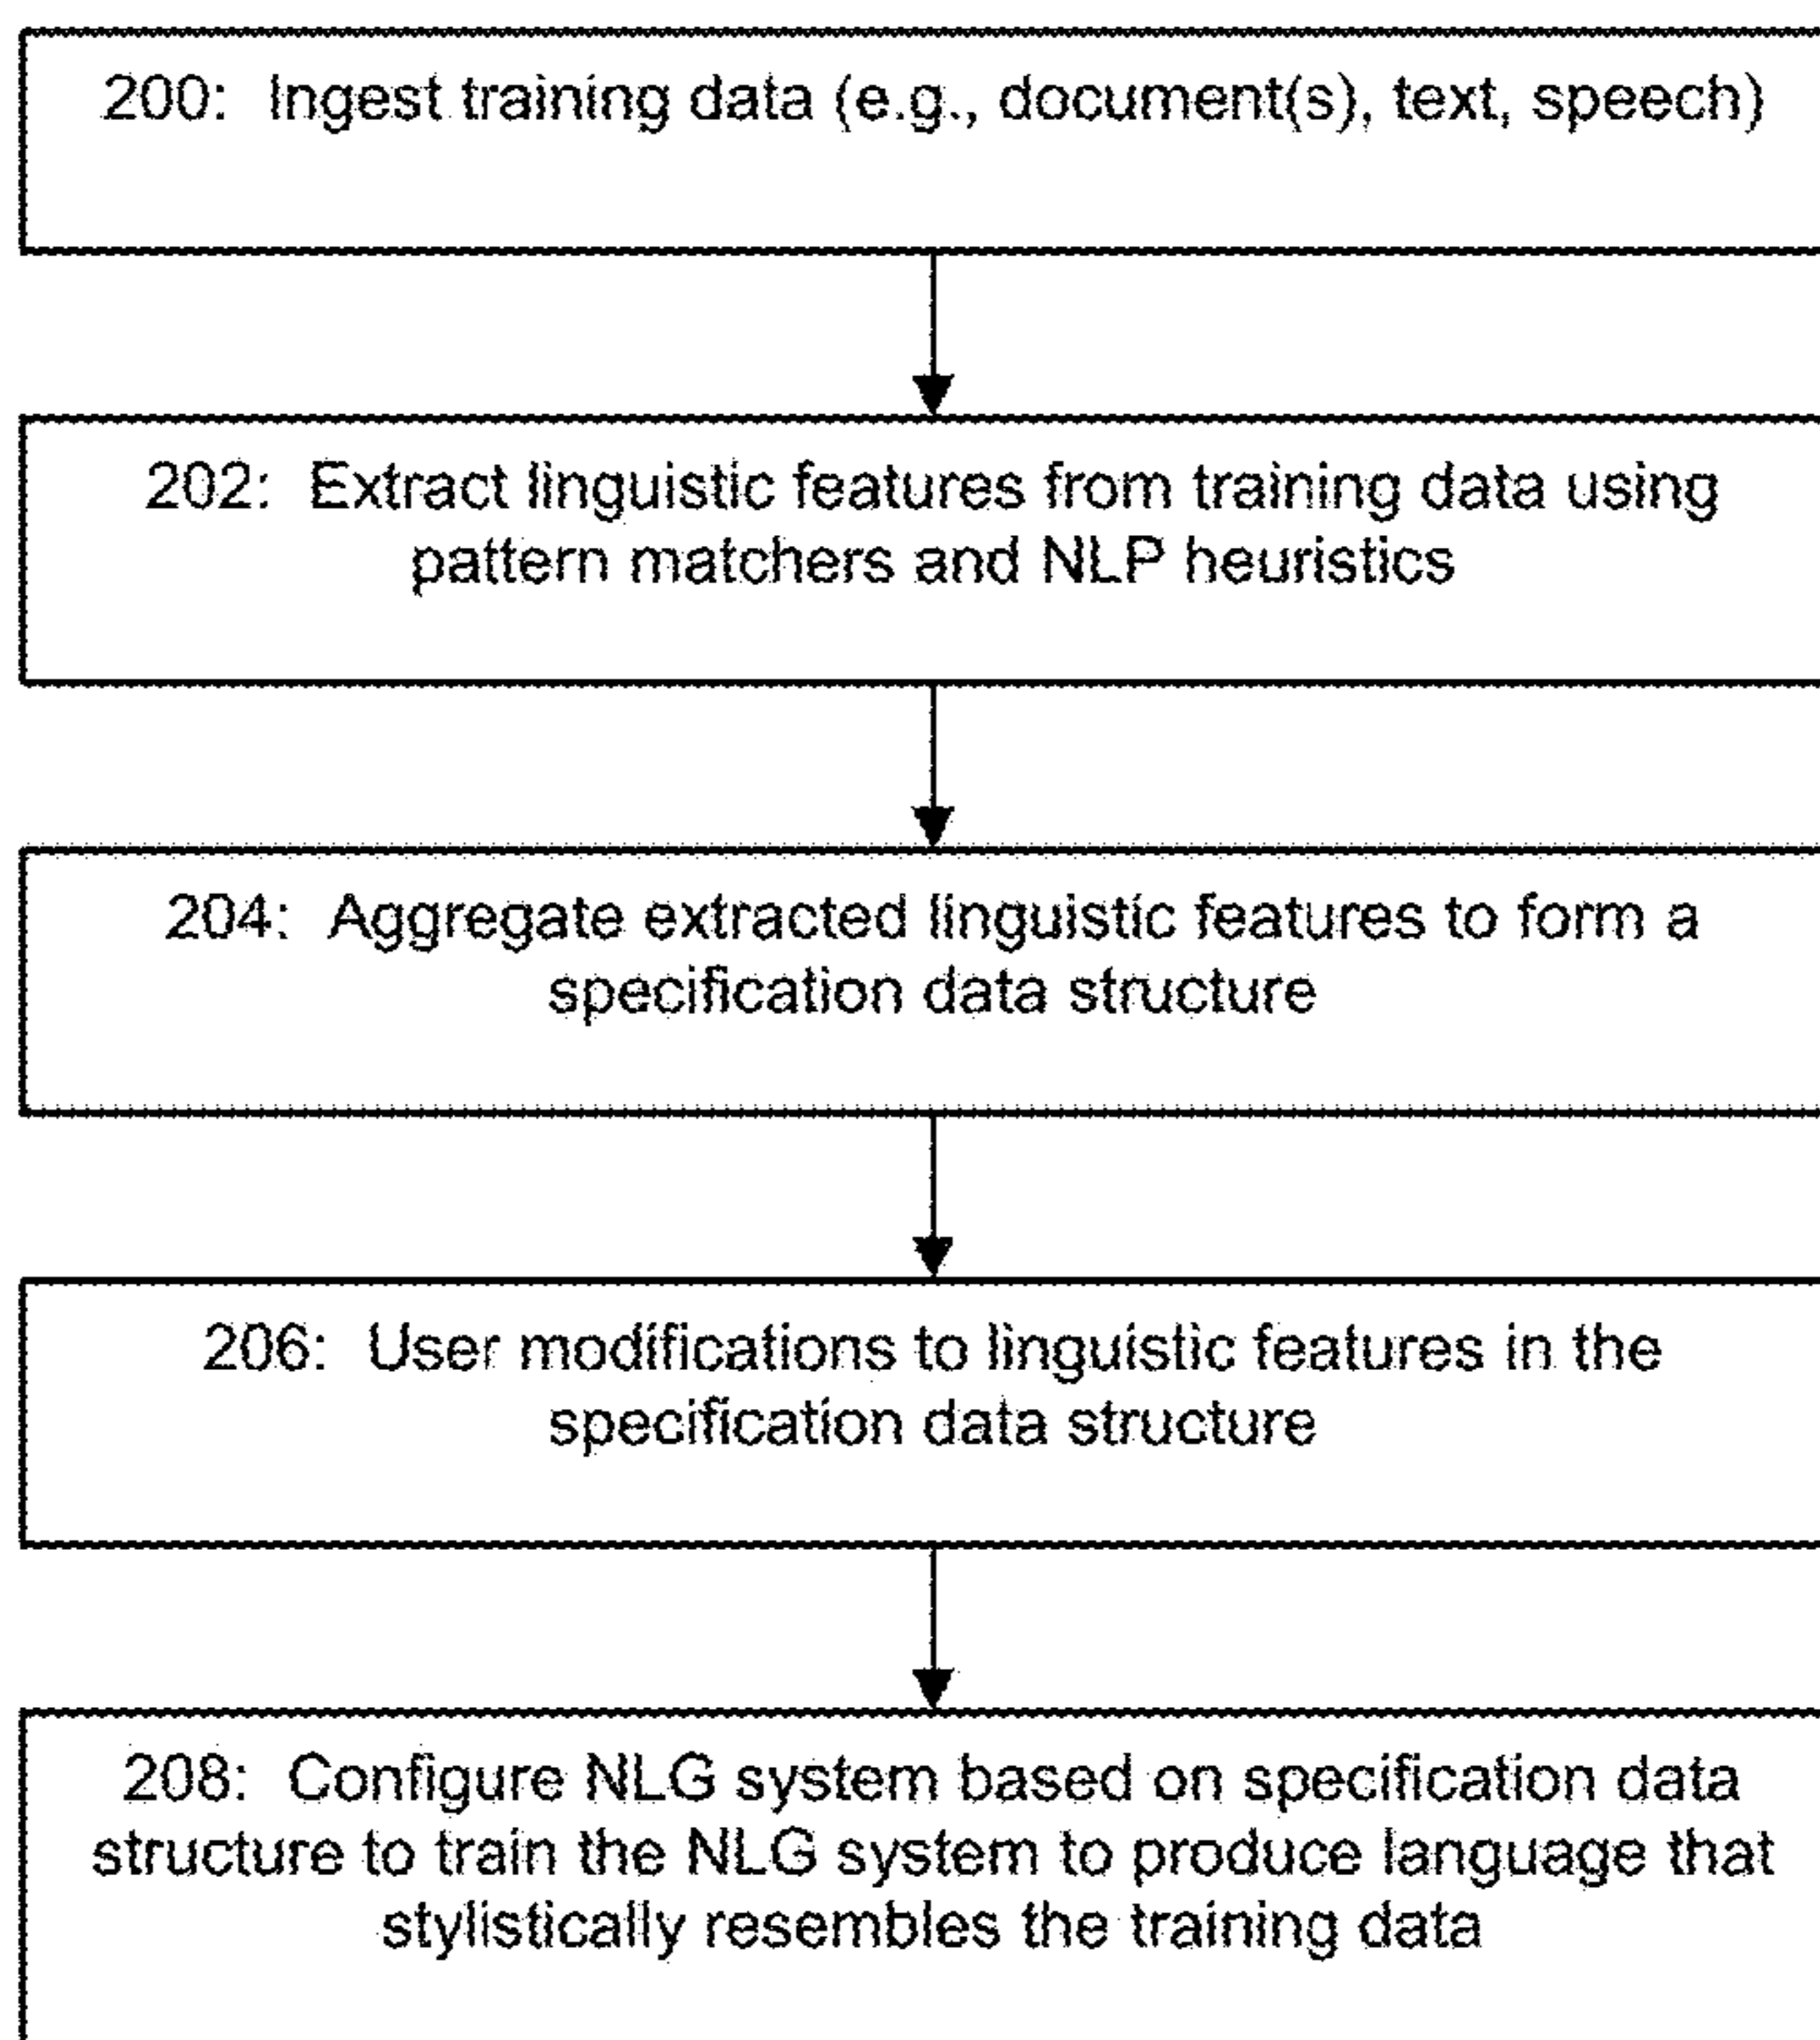 200: Ingest training data (e.g., document(s), text, speech)
202: Extract linguistic features from training data using
pattern matchers and NLP heuristics
204: Aggregate extracted linguistic features to form a
specification data structure
206: User modifications to linguistic features in the
specification data structure
208: Configure NLG system based on specification data
structure to train the NLG system to produce language that
stylistically resembles the training data